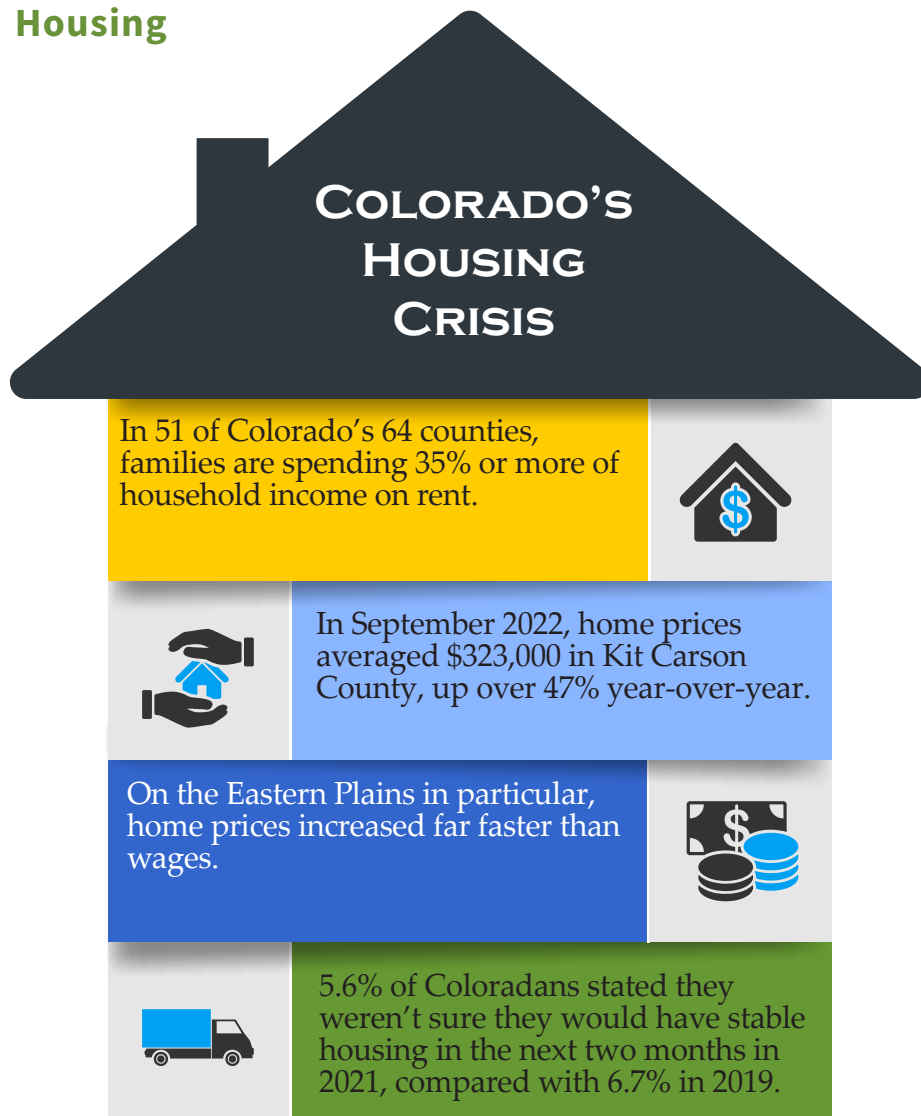 Housing
COLORADO'S
HOUSING
CRISIS
In 51 of Colorado's 64 counties,
families are spending 35% or more of
household income on rent.
$
In September 2022, home prices
averaged $323,000 in Kit Carson
County, up over 47% year-over-year.
On the Eastern Plains in particular,
home prices increased far faster than
wages.
$
5.6% of Coloradans stated they
weren't sure they would have stable
housing in the next two months in
2021, compared with 6.7% in 2019.